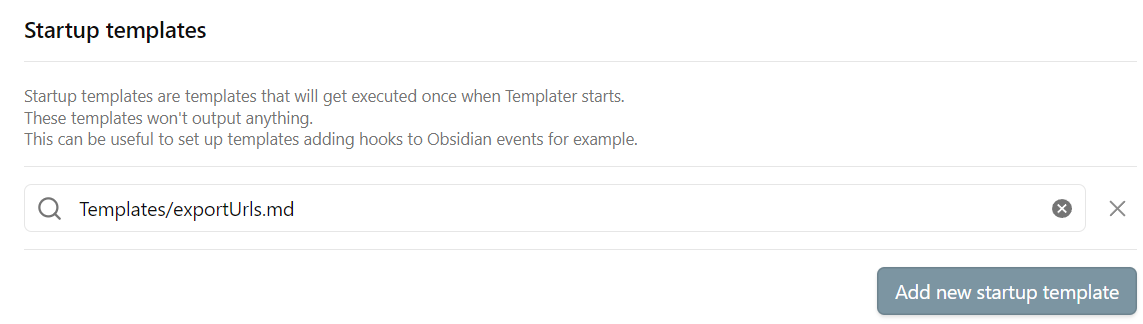 Startup templates
Startup templates are templates that will get executed once when Templater starts.
These templates won't output anything.
This can be useful to set up templates adding hooks to Obsidian events for example.
Templates/exportUrls.md
Add new startup template